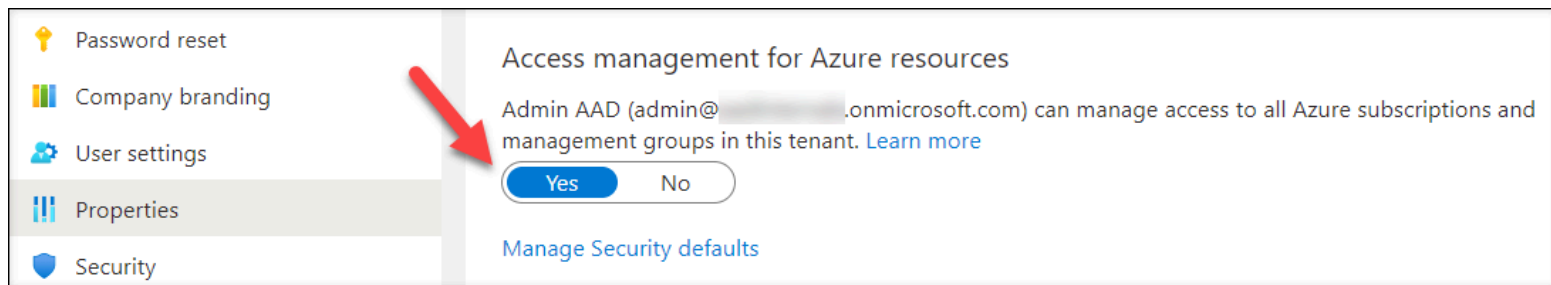 Password reset
Company branding
User settings
Properties
Security
Access management for Azure resources
Admin AAD (admin@ .onmicrosoft.com) can manage access to all Azure subscriptions and
management groups in this tenant. Learn more
Yes No
Manage Security defaults